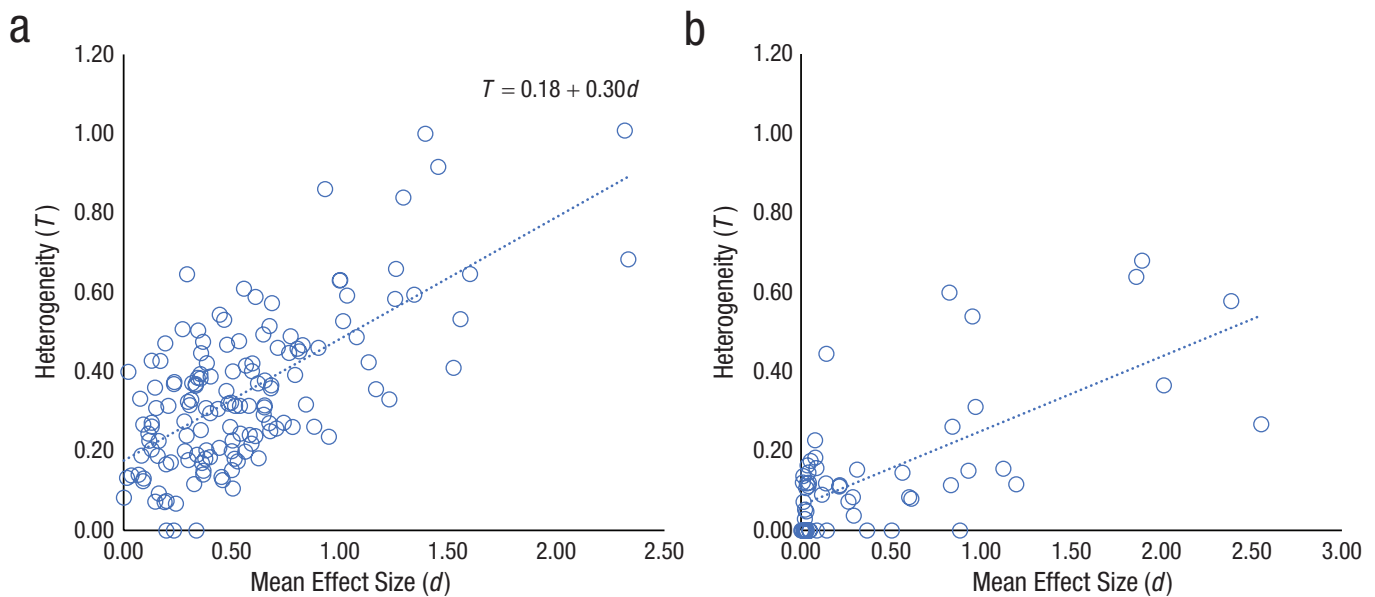 a
b
1.20
1.00
0.80
0.60
0.40
0.20
0.00
Heterogeneity (T)
T = 0.18 + 0.30d
0.00 0.50 1.00 1.50 2.00 2.50
Mean Effect Size (d)
1.20
1.00
0.80
0.60
0.40
0.20
0.00
Heterogeneity (T)
0.00 0.50 1.00 1.50 2.00 2.50 3.00
Mean Effect Size (d)